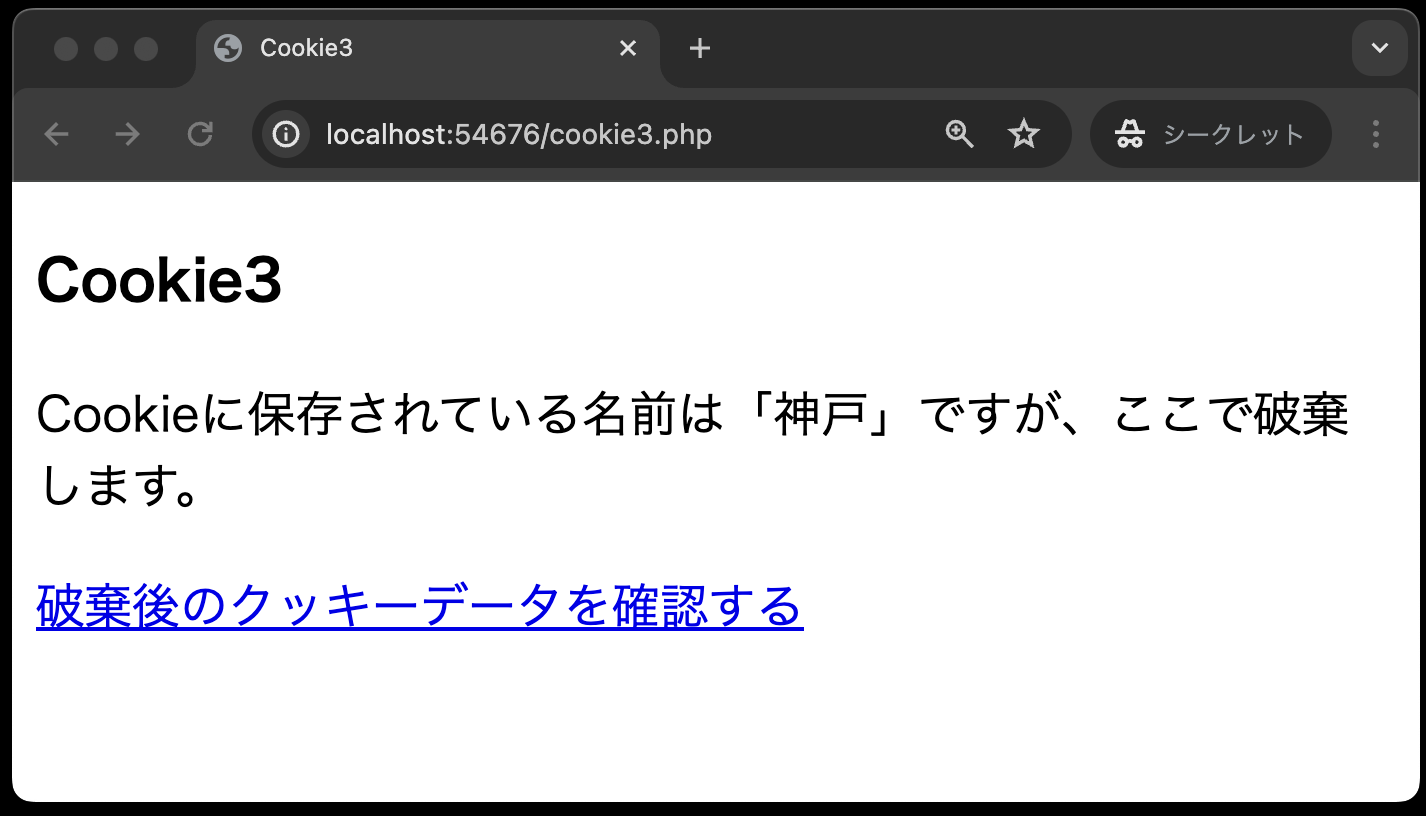 Cookie3
localhost:54676/cookie3.php
シークレット
Cookie3
Cookieに保存されている名前は「神戸」ですが、ここで破棄
します。
破棄後のクッキーデータを確認する